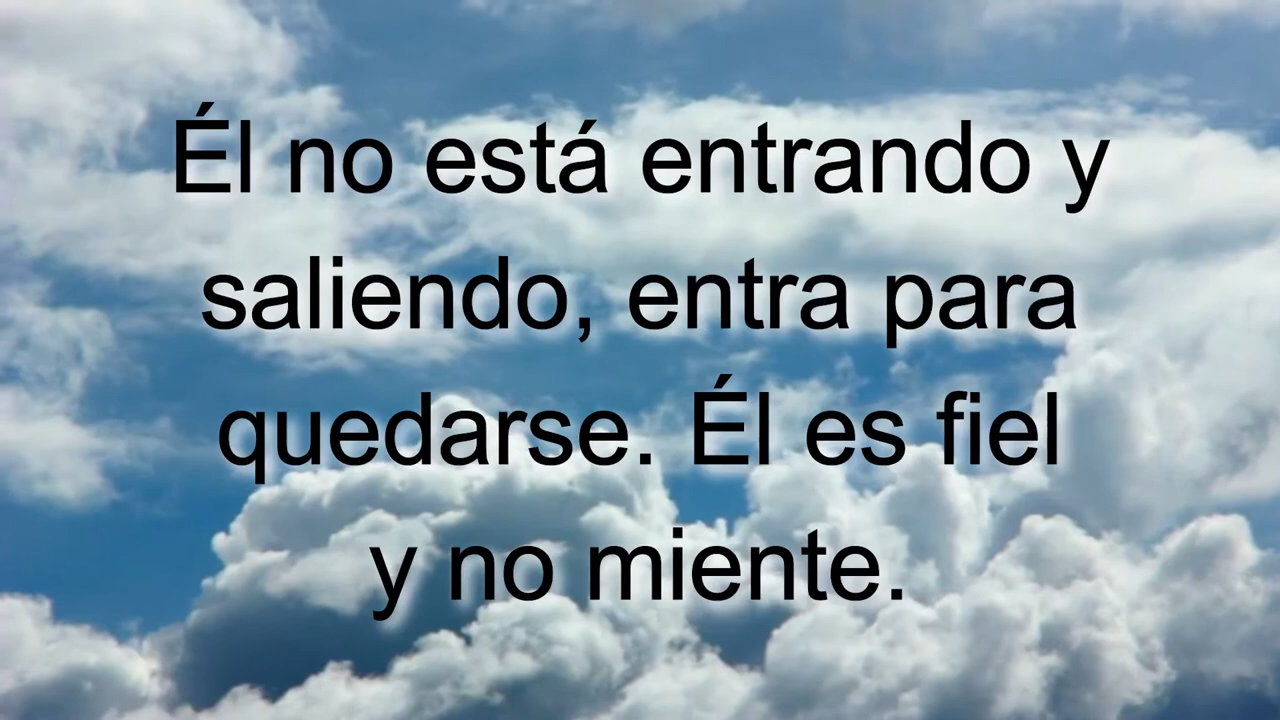 Él no está entrando y
saliendo, entra para
quedarse. Él es fiel
y no miente.